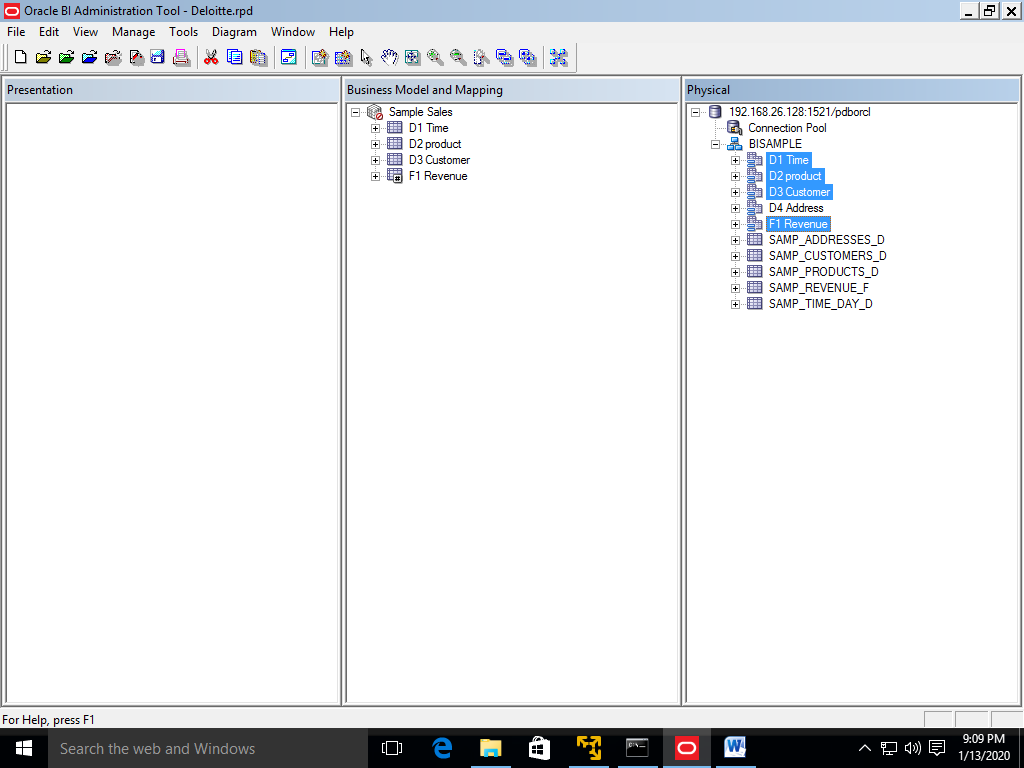 Oracle BI Administration Tool - Deloitte.rpd
File Edit View Manage Tools Diagram Window Help
Presentation
Business Model and Mapping
Sample Sales
D1 Time
D2 product
D3 Customer
F1 Revenue
Physical
192.168.26.128:1521/pdborcl
Connection Pool
BISAMPLE
D1 Time
D2 product
D3 Customer
D4 Address
F1 Revenue
SAMP_ADDRESSES_D
SAMP_CUSTOMERS_D
SAMP_PRODUCTS_D
SAMP_REVENUE_F
SAMP_TIME_DAY_D
For Help, press F1
Search the web and Windows
9:09 PM
1/13/2020